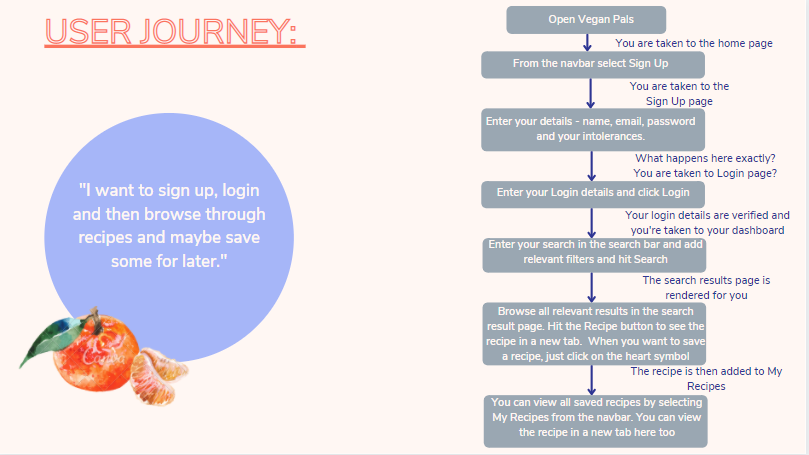 USER JOURNEY:
"I want to sign up, login
and then browse through
recipes and maybe save
some for later."
Open Vegan Pals
You are taken to the home page
From the navbar select Sign Up
You are taken to the
Sign Up page
Enter your details - name, email, password
and your intolerances.
What happens here exactly?
You are taken to Login page?
Enter your Login details and click Login
Your login details are verified and
you're taken to your dashboard
Enter your search in the search bar and add
relevant filters and hit Search
The search results page is
rendered for you
Browse all relevant results in the search
result page. Hit the Recipe button to see the
recipe in a new tab. When you want to save
a recipe, just click on the heart symbol
The recipe is then added to My
Recipes
You can view all saved recipes by selecting
My Recipes from the navbar. You can view
the recipe in a new tab here too